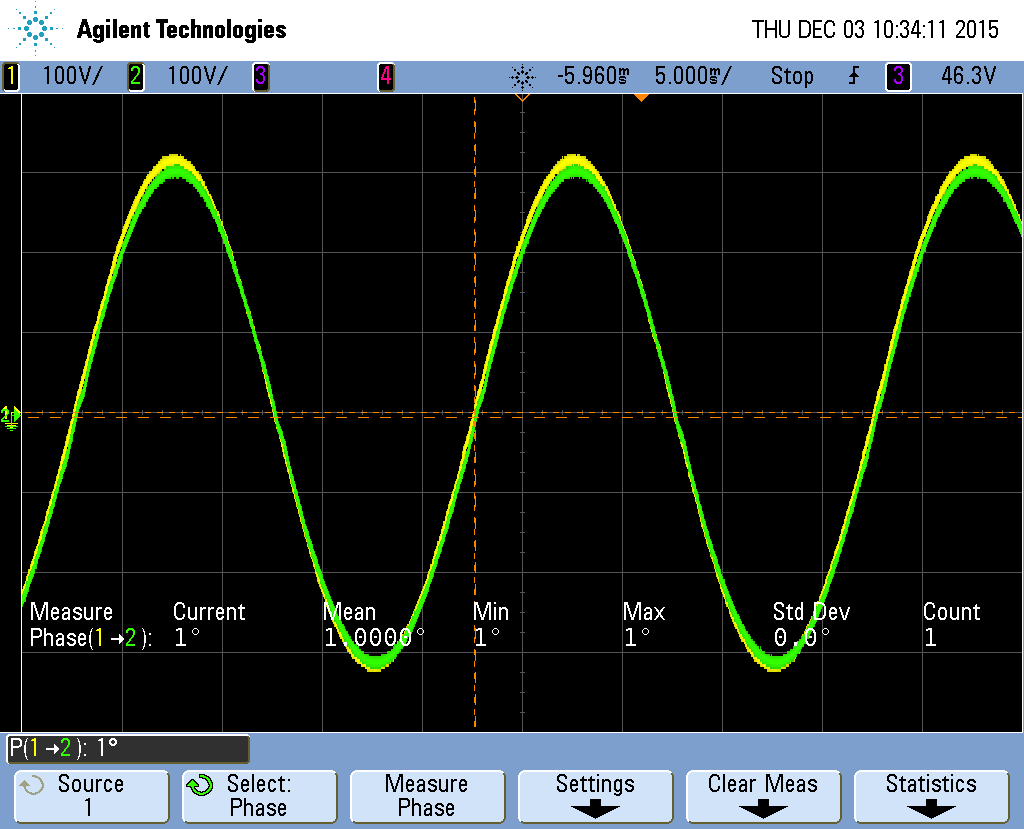 Agilent Technologies THU DEC 03 10:34:11 2015
1 100V/ 2 100V/ 3 4 -5.960ms 5.000ms/ Stop 3 46.3V
Measure Current Mean Min Max Std Dev Count
Phase(1→2): 1° 1.0000° 1° 1° 0.0° 1
P(1→2): 1°
Source Select: Measure Settings Clear Meas Statistics
1 Phase Phase